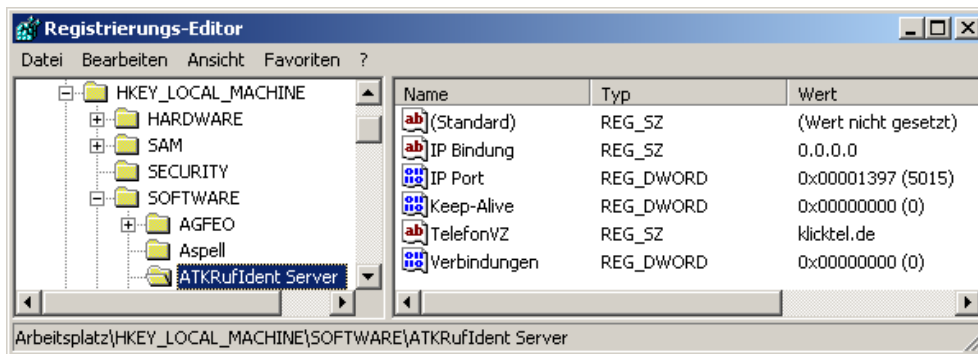 Registrierungs-Editor
Datei Bearbeiten Ansicht Favoriten ?
HKEY_LOCAL_MACHINE
HARDWARE
SAM
SECURITY
SOFTWARE
AGFEO
Aspell
ATKRufIdent Server
Name Typ Wert
(Standard) REG_SZ (Wert nicht gesetzt)
IP Bindung REG_SZ 0.0.0.0
IP Port REG_DWORD 0x00001397 (5015)
Keep-Alive REG_DWORD 0x00000000 (0)
TelefonVZ REG_SZ klicktel.de
Verbindungen REG_DWORD 0x00000000 (0)
Arbeitsplatz\HKEY_LOCAL_MACHINE\SOFTWARE\ATKRufIdent Server